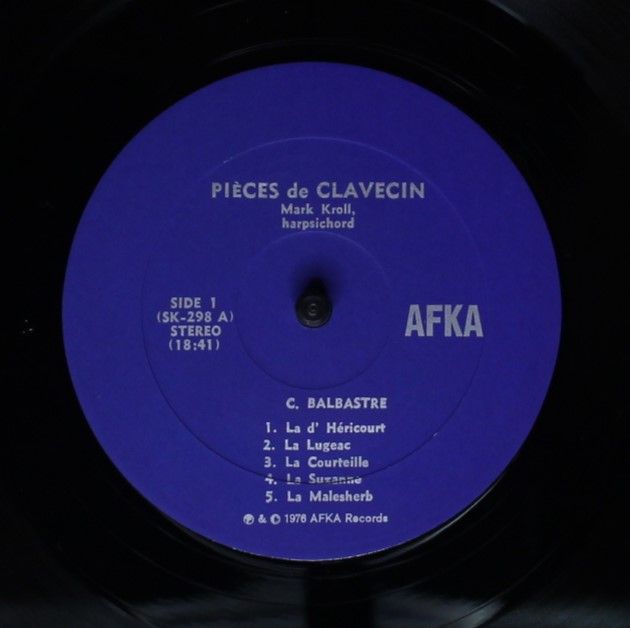 PIÈCES de CLAVECIN
Mark Kroll,
harpsichord
SIDE 1
(SK-298 A)
STEREO
(18:41)
AFKA
C. BALBASTRE
1. La d' Héricourt
2. La Lugeac
3. La Courteille
4. La Suzanne
5. La Malesherb
℗ & © 1976 AFKA Records